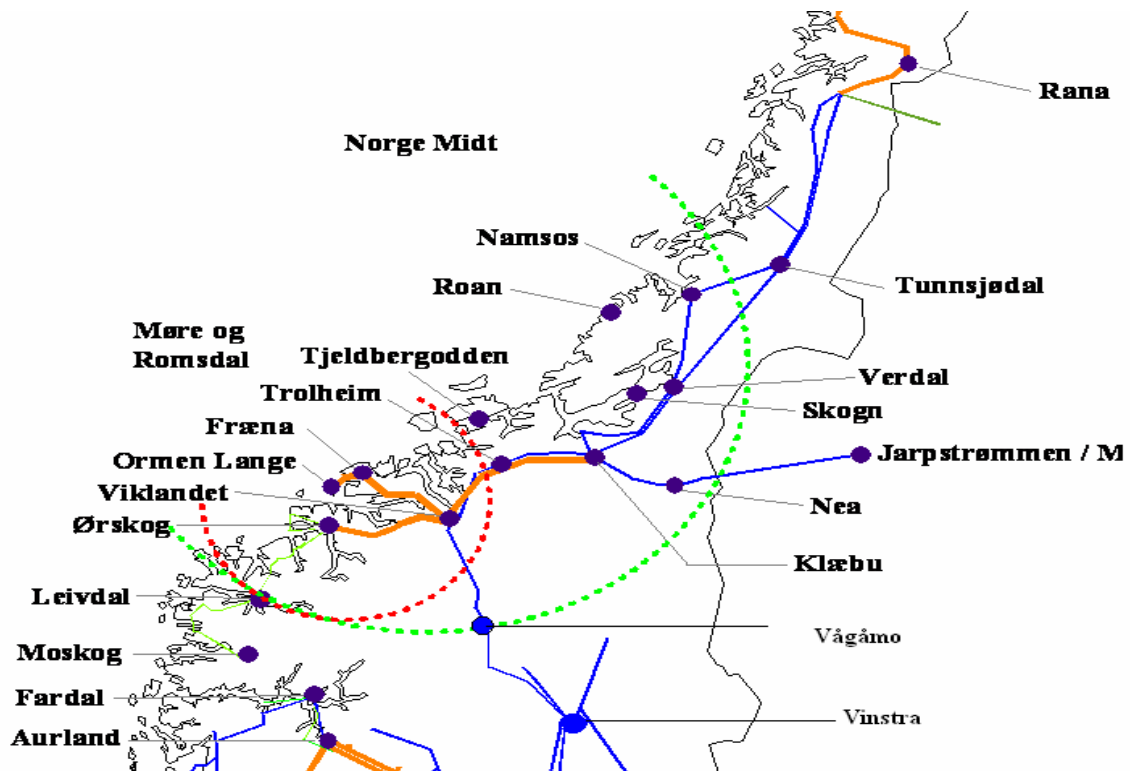 Rana
Norge Midt
Namsos
Tunnsjødal
Roan
Møre og
Romsdal
Tjeldbergodden
Verdal
Trolheim
Skogn
Fræna
Jarpstrømmen / M
Ormen Lange
Viklandet
Nea
Ørskog
Klæbu
Leivdal
Vågåmo
Moskog
Fardal
Vinstra
Aurland